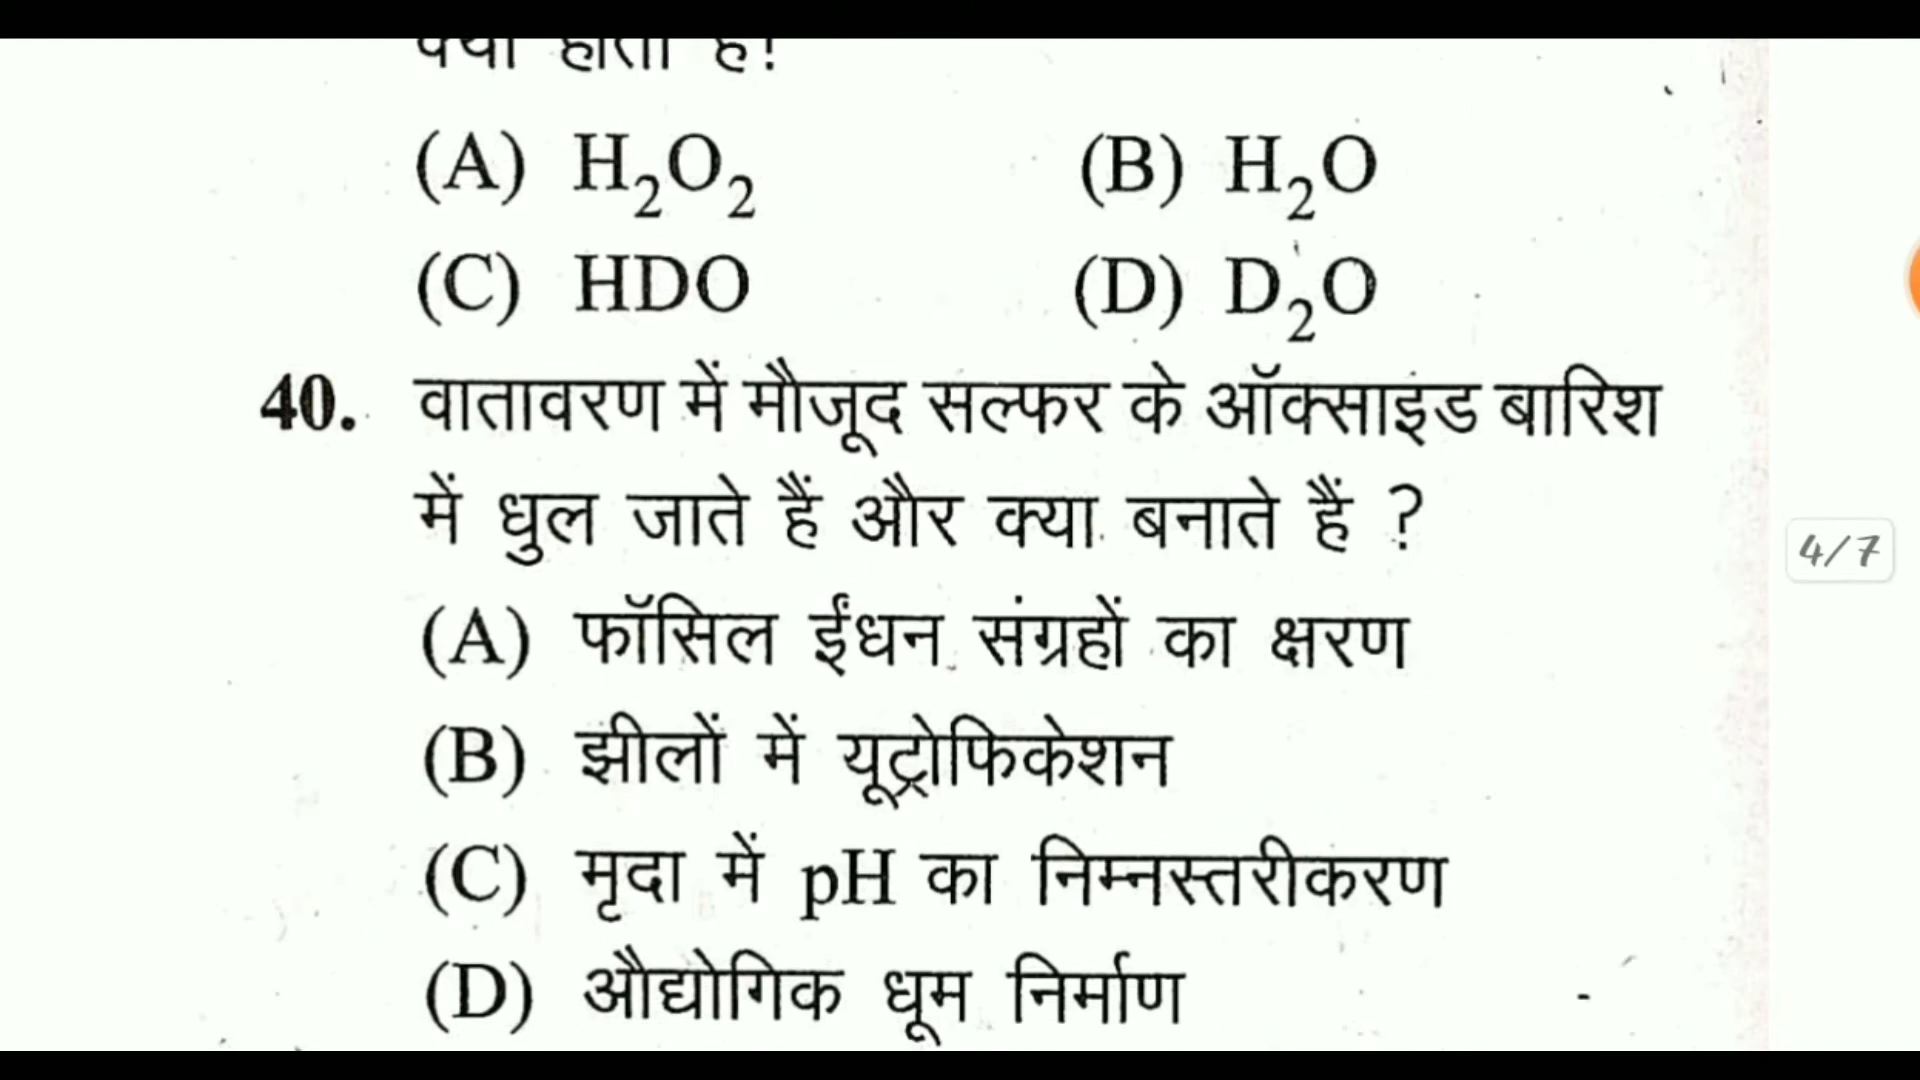 क्या होता है?
(A) H₂O₂ (B) H₂O
(C) HDO (D) D₂O
40. वातावरण में मौजूद सल्फर के ऑक्साइड बारिश
में धुल जाते हैं और क्या बनाते हैं ?
(A) फॉसिल ईंधन संग्रहों का क्षरण
(B) झीलों में यूट्रोफिकेशन
(C) मृदा में pH का निम्नस्तरीकरण
(D) औद्योगिक धूम निर्माण
4/7